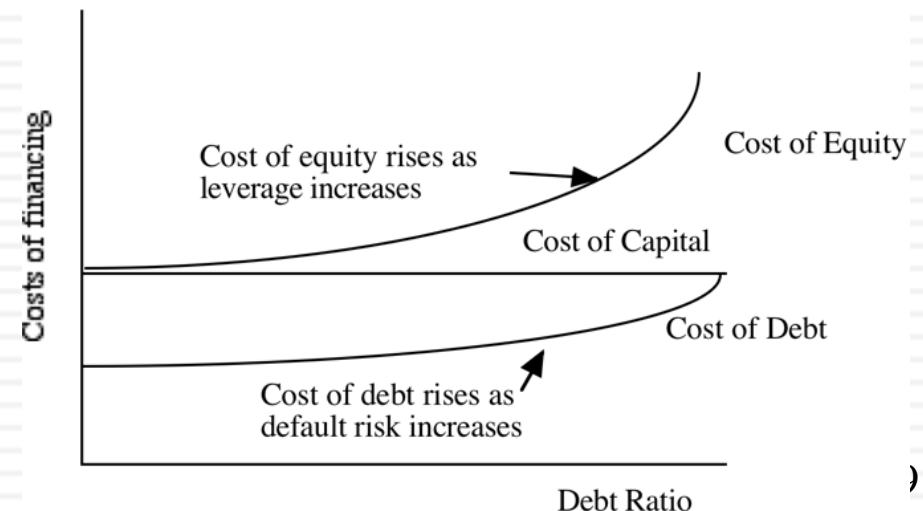 Costs of financing
Cost of Equity
Cost of equity rises as
leverage increases
Cost of Capital
Cost of Debt
Cost of debt rises as
default risk increases
Debt Ratio